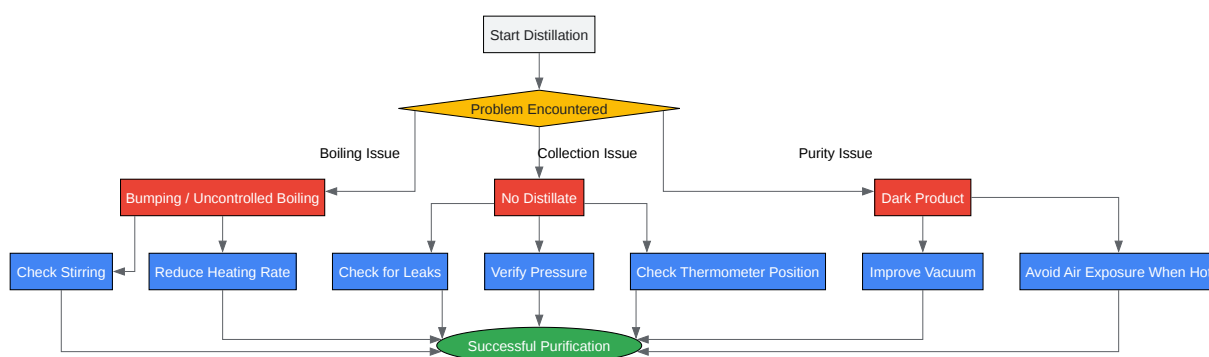 Start Distillation
Problem Encountered
Boiling Issue
Collection Issue
Purity Issue
Bumping / Uncontrolled Boiling
No Distillate
Dark Product
Check Stirring
Reduce Heating Rate
Check for Leaks
Verify Pressure
Check Thermometer Position
Improve Vacuum
Avoid Air Exposure When Hot
Successful Purification